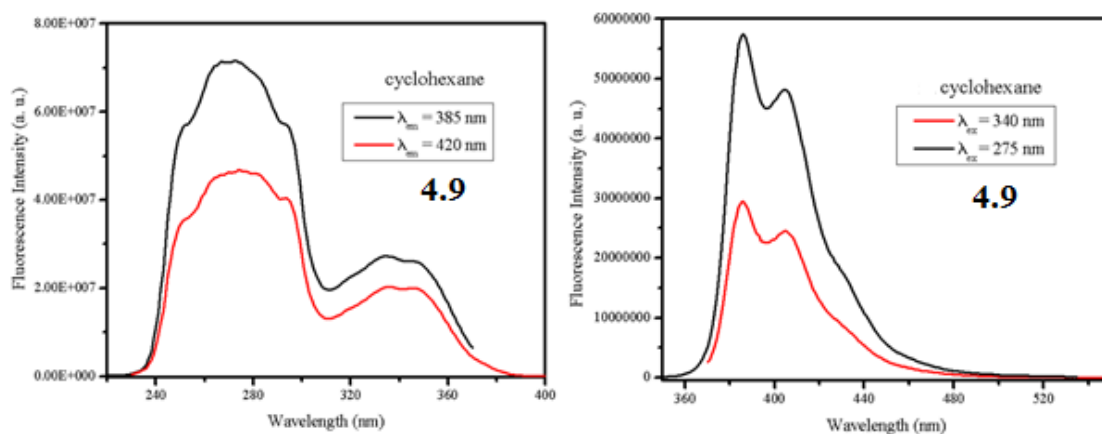 8.00E+007
6.00E+007
4.00E+007
2.00E+007
0.00E+000
240
280
320
360
400
Fluorescence Intensity (a. u.)
Wavelength (nm)
cyclohexane
λem = 385 nm
λem = 420 nm
4.9
60000000
50000000
40000000
30000000
20000000
10000000
0
360
400
440
480
520
Fluorescence Intensity (a. u.)
Wavelength (nm)
cyclohexane
λex = 340 nm
λex = 275 nm
4.9